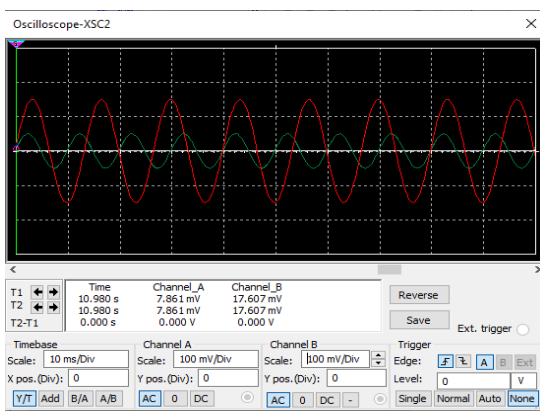 Oscilloscope-XSC2
T1
T2
T2-T1
Time Channel_A Channel_B
10.980 s 7.861 mV 17.607 mV
10.980 s 7.861 mV 17.607 mV
0.000 s 0.000 V 0.000 V
Reverse
Save
Ext. trigger
Timebase
Scale: 10 ms/Div
X pos.(Div): 0
Y/T Add B/A A/B
Channel A
Scale: 100 mV/Div
Y pos.(Div): 0
AC 0 DC
Channel B
Scale: 100 mV/Div
Y pos.(Div): 0
AC 0 DC -
Trigger
Edge: A B Ext
Level: 0 V
Single Normal Auto None